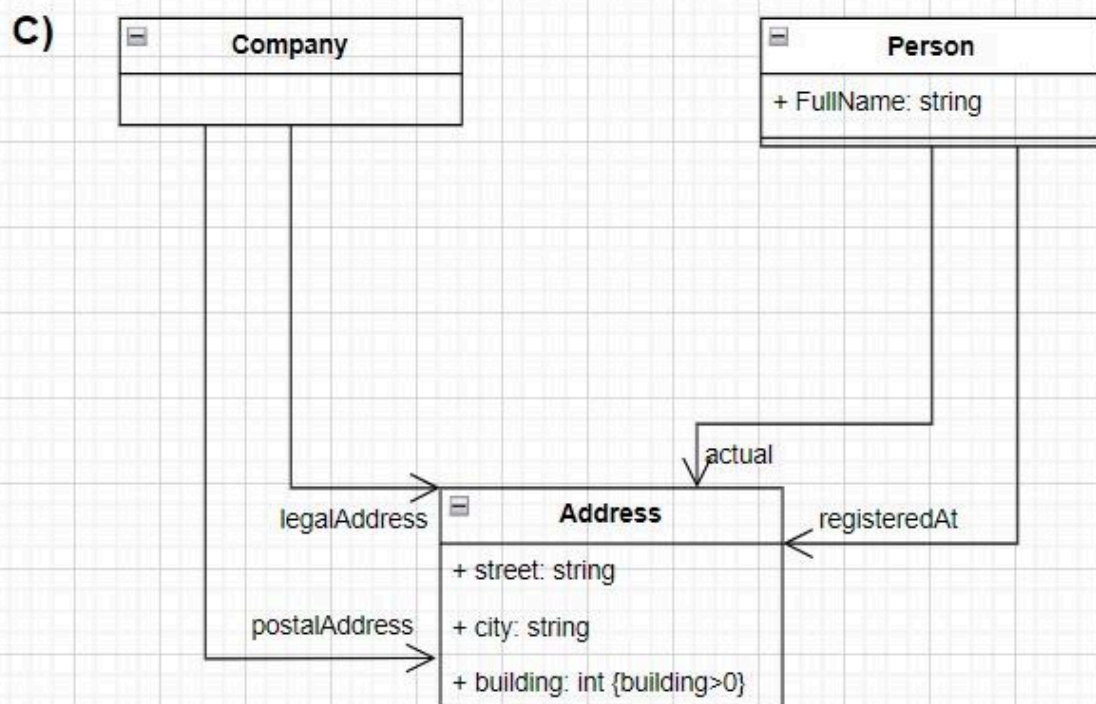 C)
Company
Person
+ FullName: string
actual
legalAddress
Address
registeredAt
+ street: string
postalAddress
+ city: string
+ building: int {building>0}